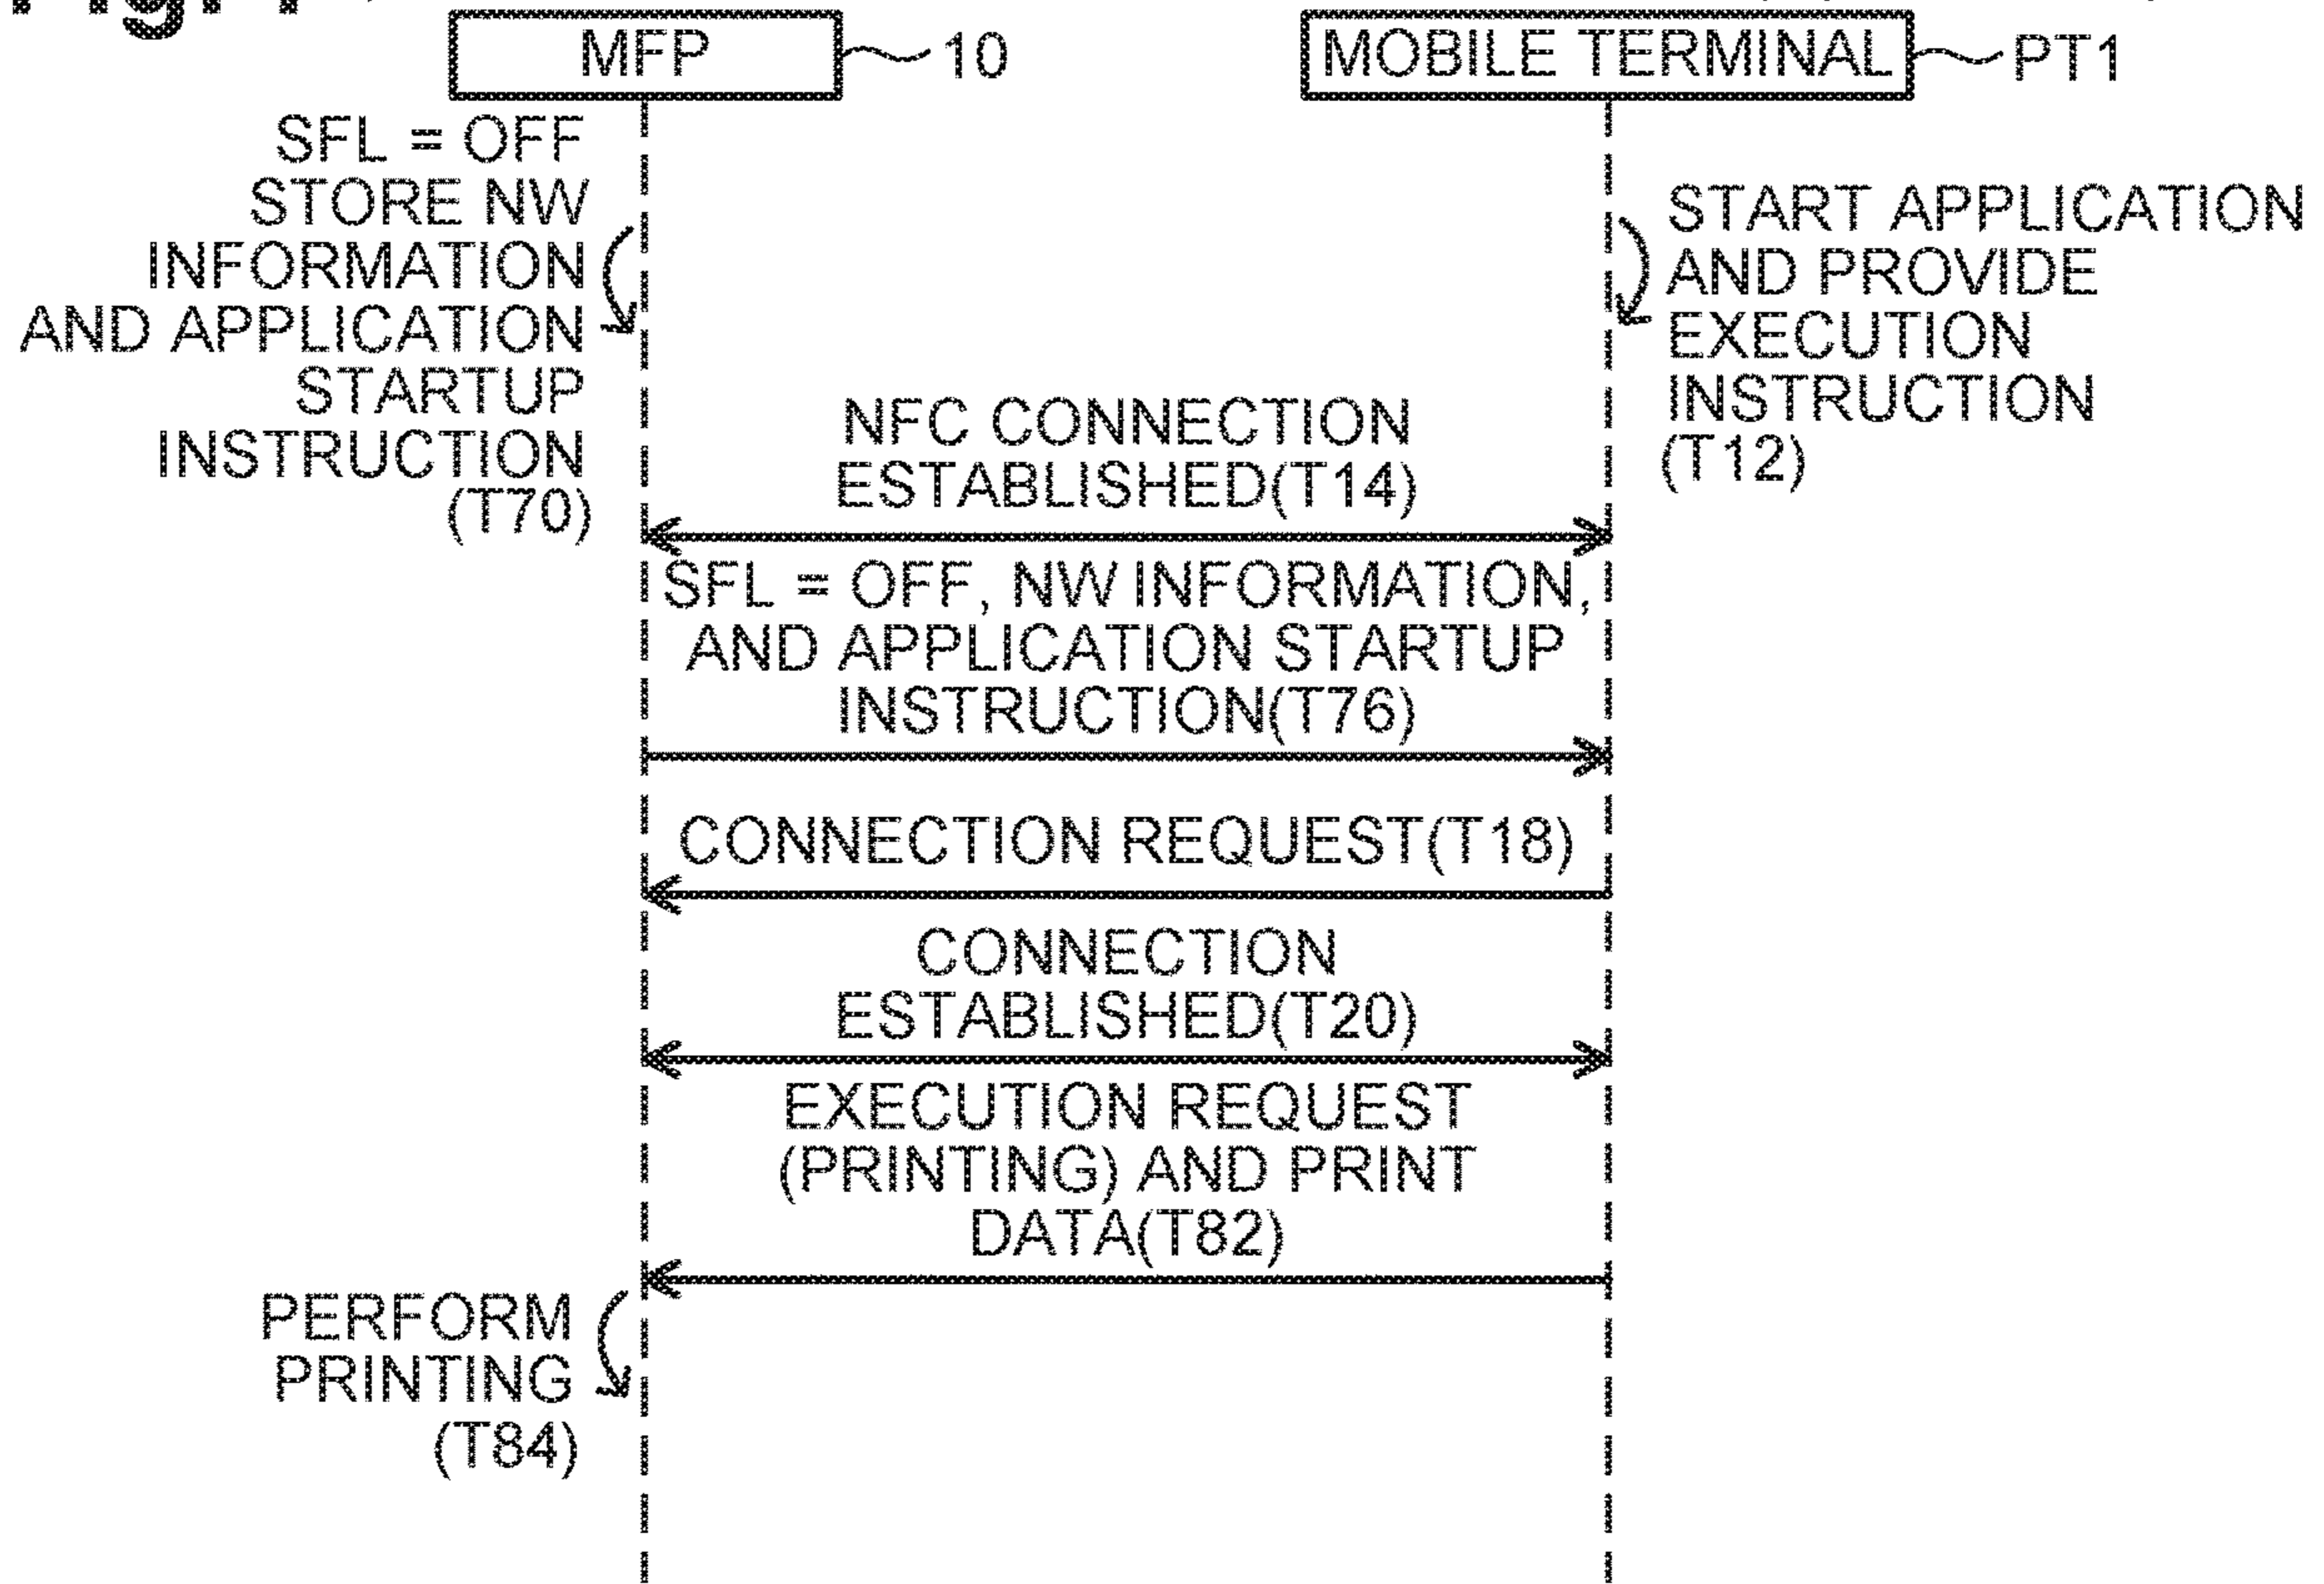 MFP
10
MOBILE TERMINAL
PT1
SFL = OFF
STORE NW
INFORMATION
AND APPLICATION
STARTUP
INSTRUCTION
(T70)
START APPLICATION
AND PROVIDE
EXECUTION
INSTRUCTION
(T12)
NFC CONNECTION
ESTABLISHED(T14)
SFL = OFF, NW INFORMATION,
AND APPLICATION STARTUP
INSTRUCTION(T76)
CONNECTION REQUEST(T18)
CONNECTION
ESTABLISHED(T20)
EXECUTION REQUEST
(PRINTING) AND PRINT
DATA(T82)
PERFORM
PRINTING
(T84)